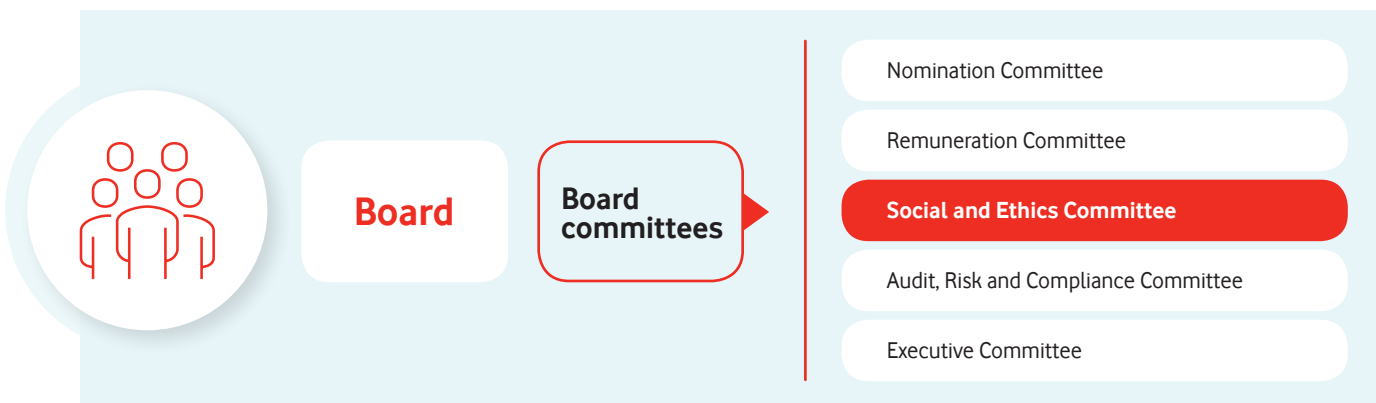 Board
Board
committees
Nomination Committee
Remuneration Committee
Social and Ethics Committee
Audit, Risk and Compliance Committee
Executive Committee